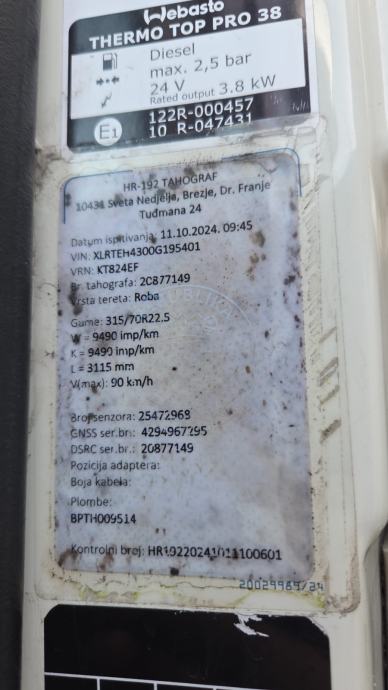 Webasto
THERMO TOP PRO 38
Diesel
max. 2,5 bar
24 V
Rated output 3.8 kW
E1
122R-000457
10 R-047431
HR-192 TAHOGRAF
10431 Sveta Nedjelja, Brezje, Dr. Franje
Tuđmana 24
Datum ispitivanja: 11.10.2024. 09:45
VIN: XLRTEH4300G195401
VRN: KT824EF
Br. tahografa: 20877149
Vrsta tereta: Roba
Gume: 315/70R22.5
W = 9490 imp/km
K = 9490 imp/km
L = 3115 mm
V(max): 90 km/h
Broj senzora: 25472968
GNSS ser.br.: 4294967295
DSRC ser.br.: 20877149
Pozicija adaptera:
Boja kabela:
Plombe:
BPTH009514
Kontrolni broj: HR19220241011100601
20029989/24